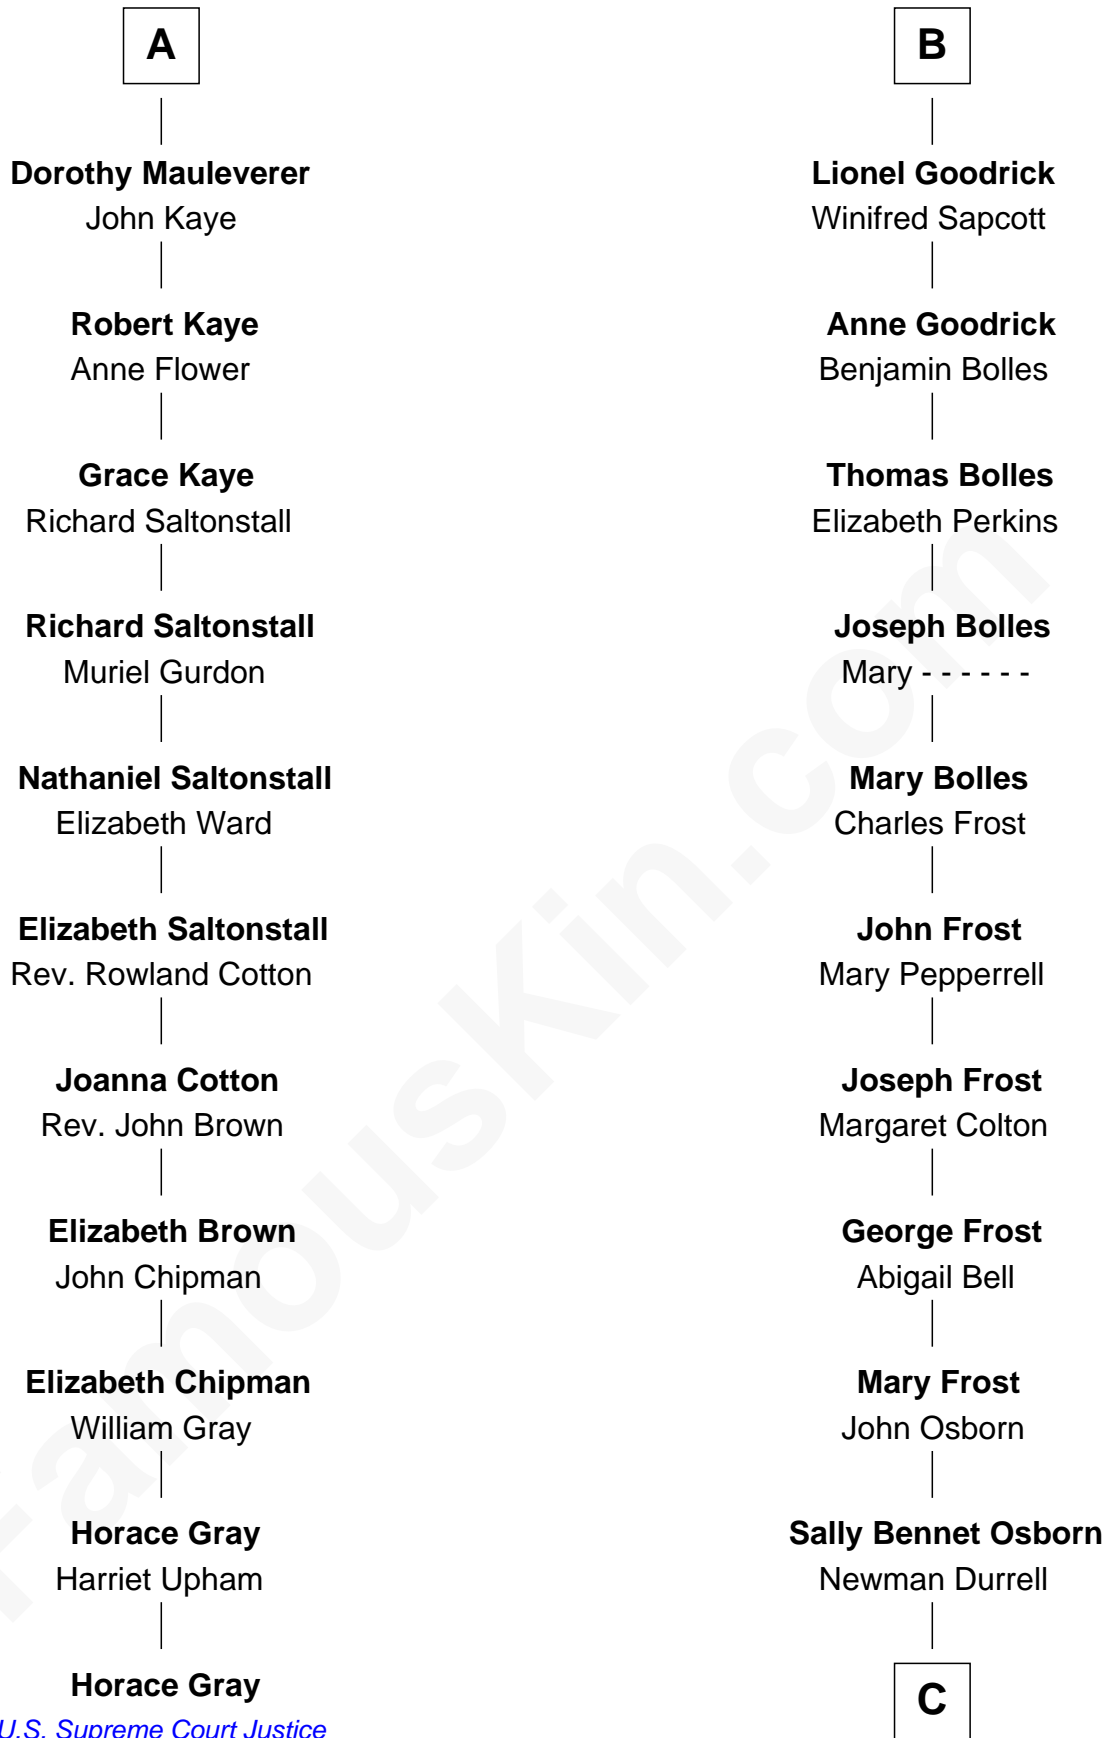 A
Dorothy Mauleverer
John Kaye
Robert Kaye
Anne Flower
Grace Kaye
Richard Saltonstall
Richard Saltonstall
Muriel Gurdon
Nathaniel Saltonstall
Elizabeth Ward
Elizabeth Saltonstall
Rev. Rowland Cotton
Joanna Cotton
Rev. John Brown
Elizabeth Brown
John Chipman
Elizabeth Chipman
William Gray
Horace Gray
Harriet Upham
Horace Gray
U.S. Supreme Court Justice
B
Lionel Goodrick
Winifred Sapcott
Anne Goodrick
Benjamin Bolles
Thomas Bolles
Elizabeth Perkins
Joseph Bolles
Mary - - - - - -
Mary Bolles
Charles Frost
John Frost
Mary Pepperrell
Joseph Frost
Margaret Colton
George Frost
Abigail Bell
Mary Frost
John Osborn
Sally Bennet Osborn
Newman Durrell
C
FamousKin.com